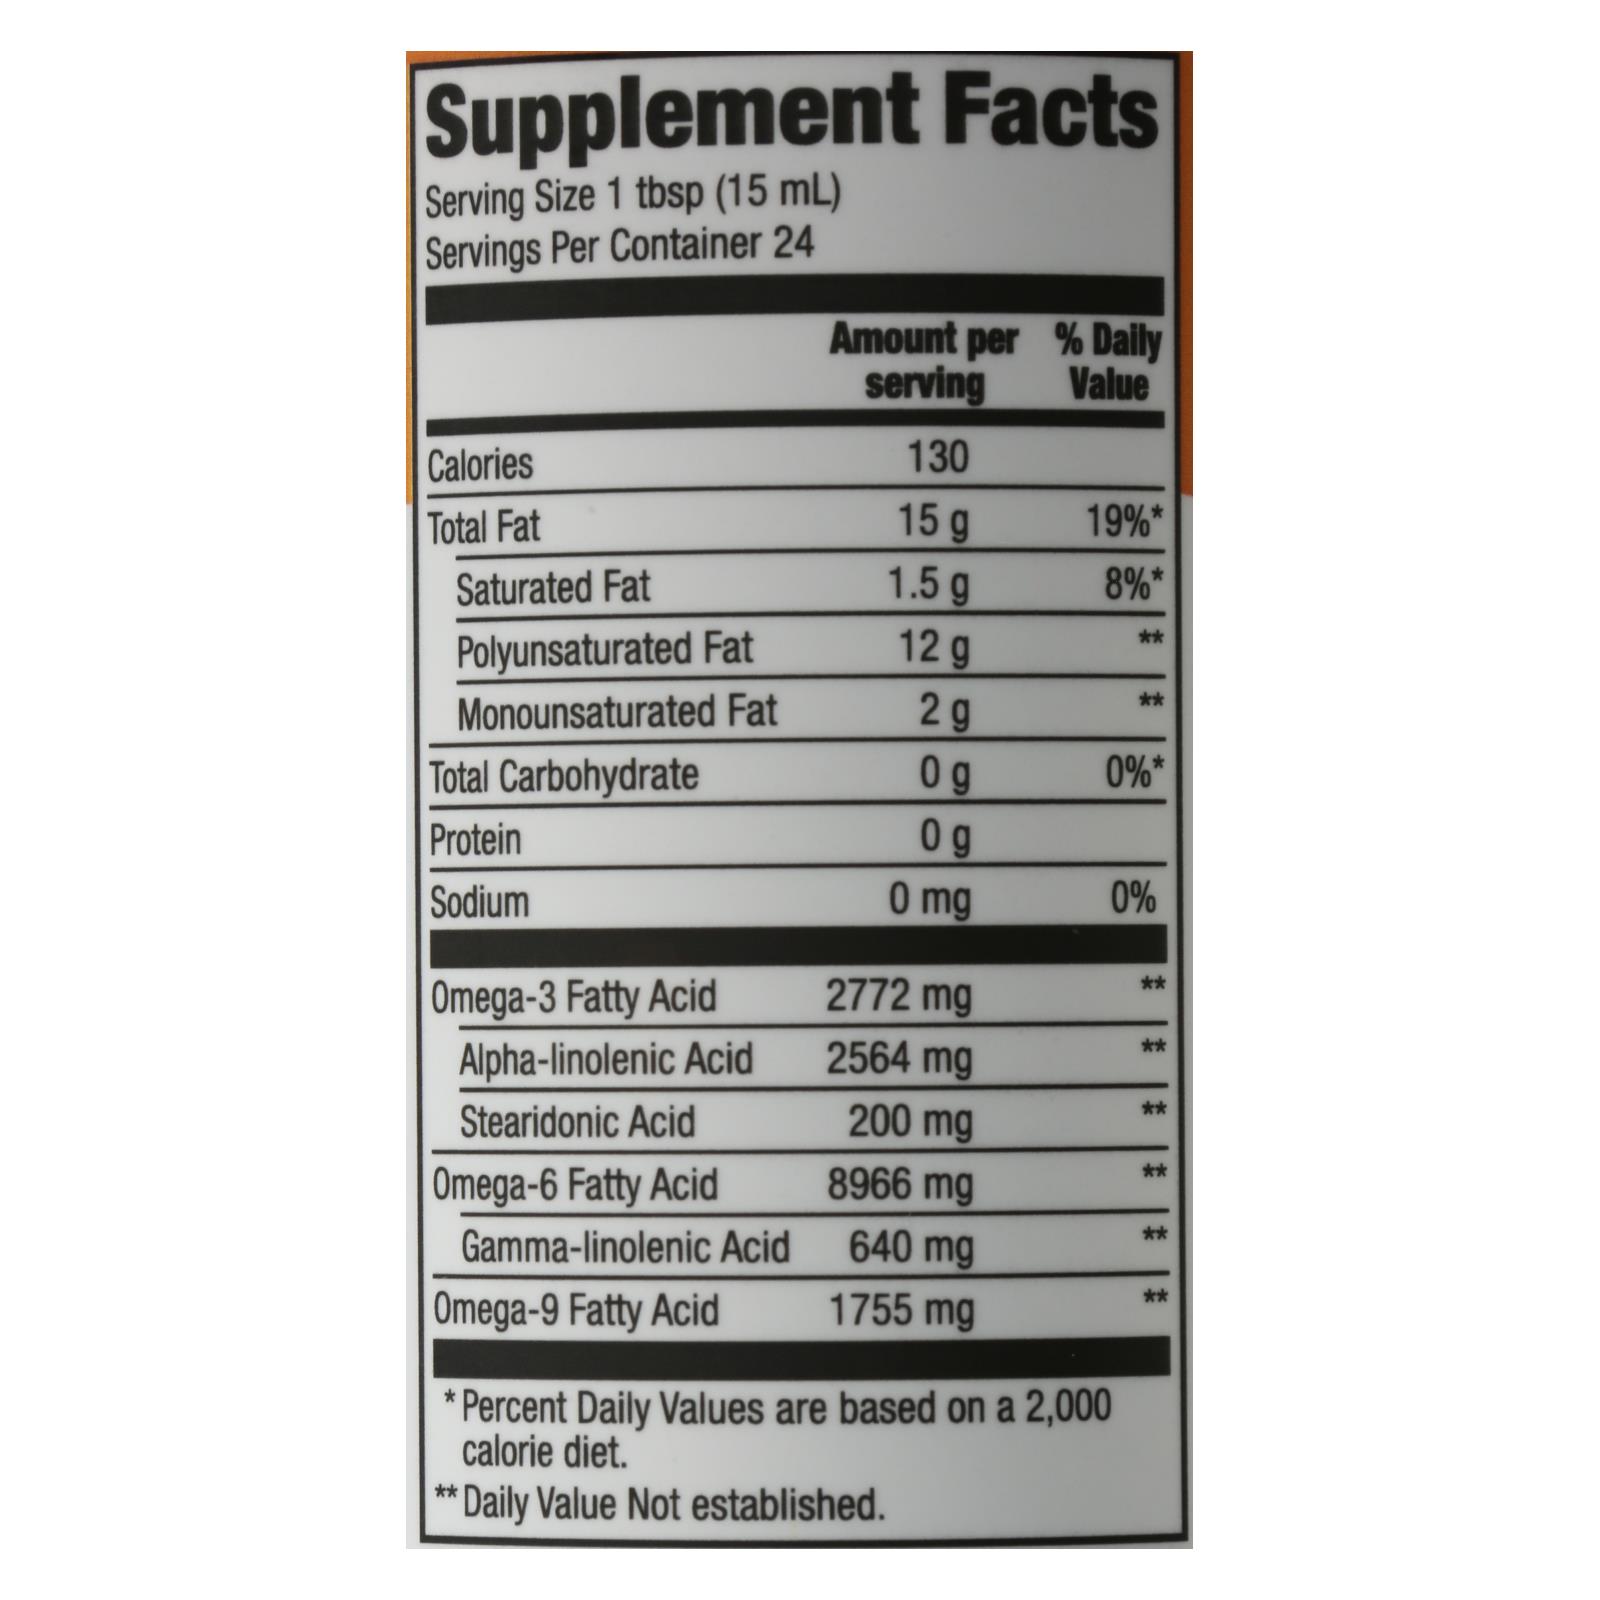 Supplement Facts
Serving Size 1 tbsp (15 mL)
Servings Per Container 24
Amount per serving % Daily Value
Calories 130
Total Fat 15 g 19%*
Saturated Fat 1.5 g 8%*
Polyunsaturated Fat 12 g **
Monounsaturated Fat 2 g **
Total Carbohydrate 0 g 0%*
Protein 0 g
Sodium 0 mg 0%
Omega-3 Fatty Acid 2772 mg **
Alpha-linolenic Acid 2564 mg **
Stearidonic Acid 200 mg **
Omega-6 Fatty Acid 8966 mg **
Gamma-linolenic Acid 640 mg **
Omega-9 Fatty Acid 1755 mg **
* Percent Daily Values are based on a 2,000
calorie diet.
** Daily Value Not established.